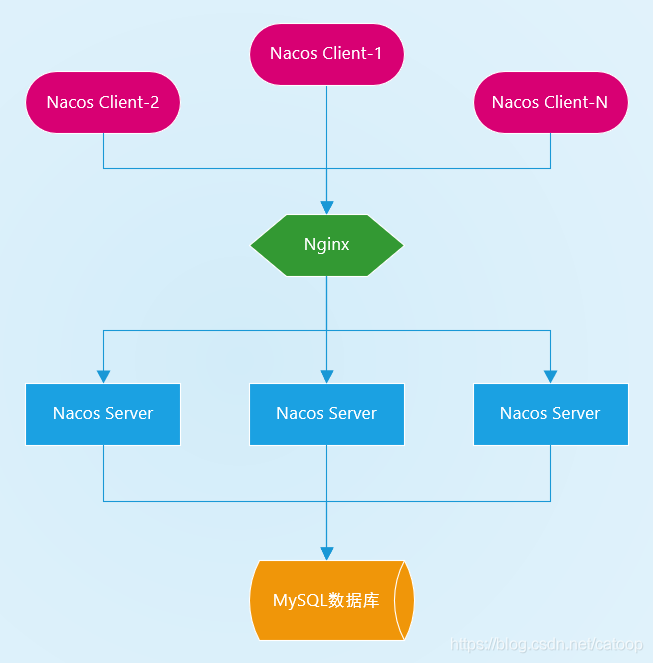 Nacos Client-1
Nacos Client-2
Nacos Client-N
Nginx
Nacos Server
Nacos Server
Nacos Server
MySQL数据库
https://blog.csdn.net/catoop